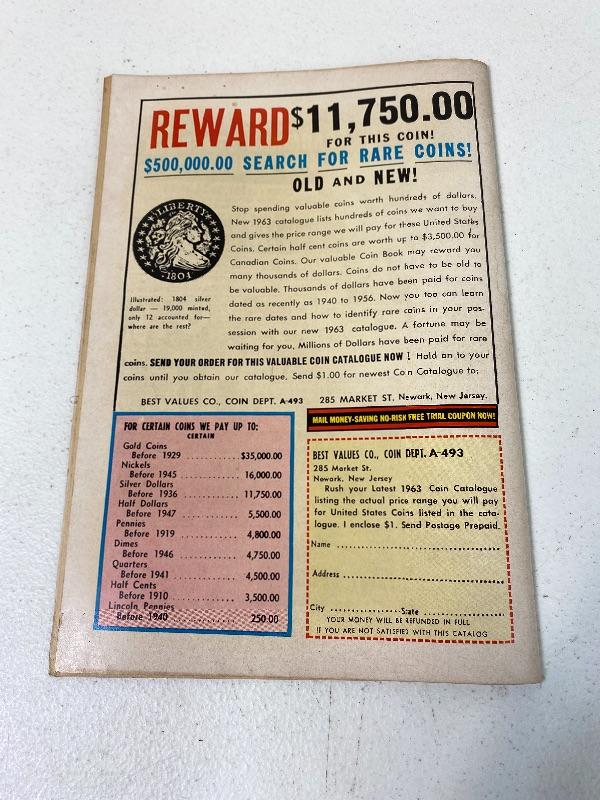 REWARD $11,750.00
FOR THIS COIN!
$500,000.00 SEARCH FOR RARE COINS!
OLD AND NEW!
LIBERTY
1804
Illustrated: 1804 silver
dollar — 19,000 minted,
only 12 accounted for—
where are the rest?
Stop spending valuable coins worth hundreds of dollars.
New 1963 catalogue lists hundreds of coins we want to buy
and gives the price range we will pay for these United States
Coins. Certain half cent coins are worth up to $3,500.00 for
Canadian Coins. Our valuable Coin Book may reward you
many thousands of dollars. Coins do not have to be old to
be valuable. Thousands of dollars have been paid for coins
dated as recently as 1940 to 1956. Now you too can learn
the rare dates and how to identify rare coins in your pos-
session with our new 1963 catalogue. A fortune may be
waiting for you, Millions of Dollars have been paid for rare
coins. SEND YOUR ORDER FOR THIS VALUABLE COIN CATALOGUE NOW ! Hold on to your
coins until you obtain our catalogue. Send $1.00 for newest Coin Catalogue to:
BEST VALUES CO., COIN DEPT. A-493 285 MARKET ST, Newark, New Jersey.
FOR CERTAIN COINS WE PAY UP TO:
CERTAIN
Gold Coins
Before 1929 ........... $35,000.00
Nickels
Before 1945 ........... 16,000.00
Silver Dollars
Before 1936 ........... 11,750.00
Half Dollars
Before 1947 ........... 5,500.00
Pennies
Before 1919 ........... 4,800.00
Dimes
Before 1946 ........... 4,750.00
Quarters
Before 1941 ........... 4,500.00
Half Cents
Before 1910 ........... 3,500.00
Lincoln Pennies
Before 1940 ........... 250.00
MAIL MONEY-SAVING NO-RISK FREE TRIAL COUPON NOW!
BEST VALUES CO., COIN DEPT. A-493
285 Market St.
Newark, New Jersey
Rush your Latest 1963 Coin Catalogue
listing the actual price range you will pay
for United States Coins listed in the cata-
logue. I enclose $1. Send Postage Prepaid.
Name ...........
Address ...........
City ........... State ...........
YOUR MONEY WILL BE REFUNDED IN FULL
IF YOU ARE NOT SATISFIED WITH THIS CATALOG